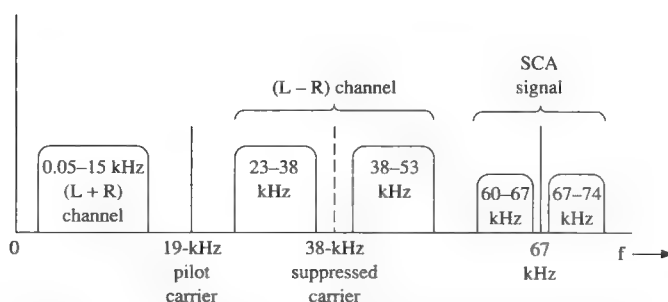 SCA
signal
(L – R) channel
0.05–15 kHz
(L + R)
channel
23–38
kHz
38–53
kHz
60–67
kHz
67–74
kHz
0
19-kHz
pilot
carrier
38-kHz
suppressed
carrier
67
kHz
f